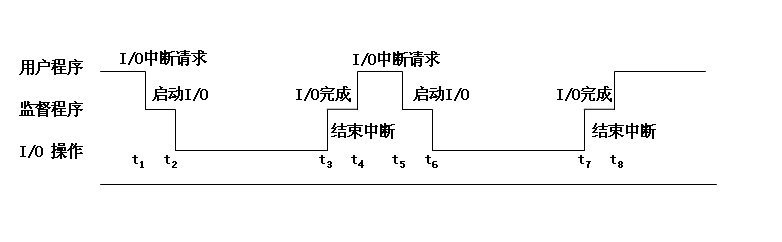 I/O中断请求
I/O中断请求
用户程序
启动I/O
I/O完成
启动I/O
I/O完成
监督程序
结束中断
结束中断
I/O 操作
t1 t2 t3 t4 t5 t6 t7 t8